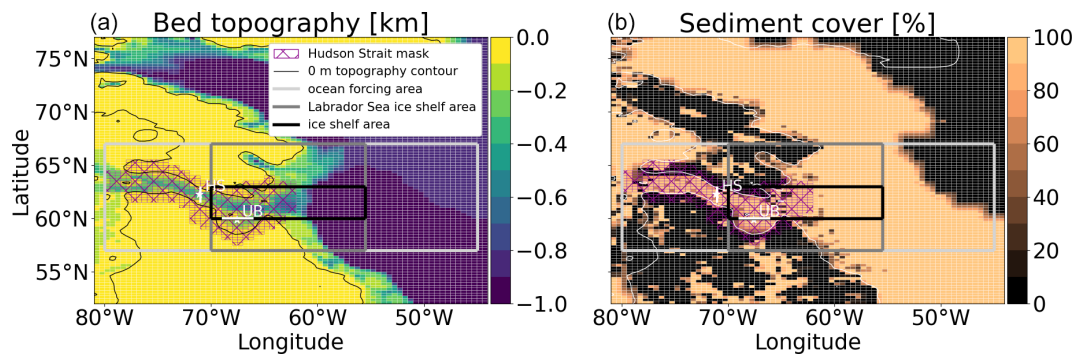 (a) Bed topography [km]
Hudson Strait mask
0 m topography contour
ocean forcing area
Labrador Sea ice shelf area
ice shelf area
HS
UB
75°N
70°N
65°N
60°N
55°N
Latitude
80°W 70°W 60°W 50°W
Longitude
0.0
−0.2
−0.4
−0.6
−0.8
−1.0
(b) Sediment cover [%]
HS
UB
80°W 70°W 60°W 50°W
Longitude
100
80
60
40
20
0